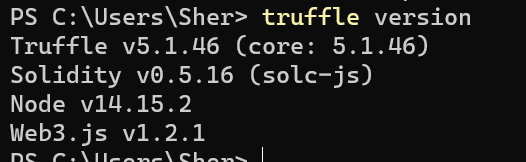 PS C:\Users\Sher> truffle version
Truffle v5.1.46 (core: 5.1.46)
Solidity v0.5.16 (solc-js)
Node v14.15.2
Web3.js v1.2.1
PS C:\Users\Sher>